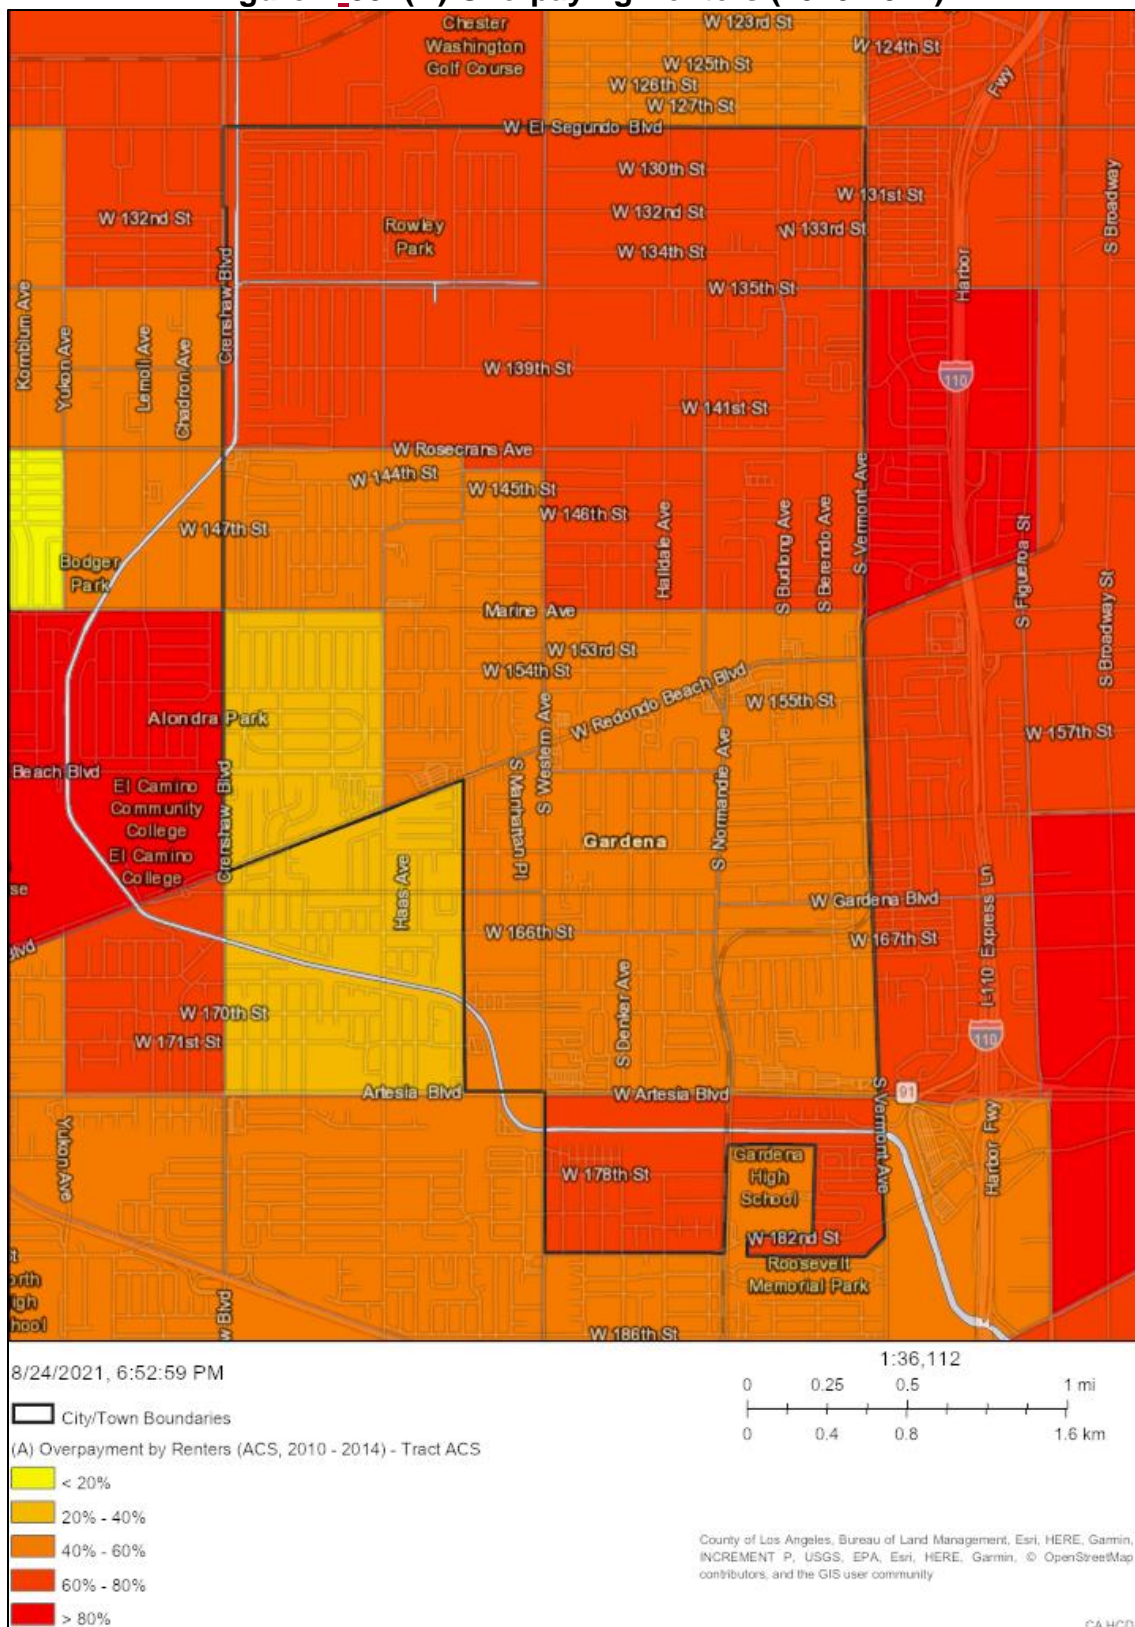 Chester
Washington
Golf Course
W 123rd St
W 124th St
W 125th St
W 126th St
W 127th St
Fwy
W El Segundo Blvd
W 130th St
W 131st St
W 132nd St
W 132nd St
Rowley
Park
W 133rd St
W 134th St
S Broadway
Harbor
W 135th St
Crenshaw Blvd
Kornblum Ave
Yukon Ave
Lemoli Ave
Chadron Ave
W 139th St
110
W 141st St
W Rosecrans Ave
W 144th St
W 145th St
W 146th St
W 147th St
Halldale Ave
S Budlong Ave
S Berendo Ave
S Vermont Ave
S Figueroa St
Bodger
Park
Marine Ave
W 153rd St
W 154th St
S Broadway St
W Redondo Beach Blvd
W 155th St
Alondra Park
W 157th St
Beach Blvd
El Camino
Community
College
El Camino
College
Crenshaw Blvd
S Manhattan Pl
S Western Ave
S Normandie Ave
Gardena
se
Haas Ave
W Gardena Blvd
W 166th St
W 167th St
I-110 Express Ln
lvd
S Denker Ave
W 170th St
W 171st St
110
Artesia Blvd
W Artesia Blvd
91
S Vermont Ave
Harbor Fwy
Yukon Ave
W 178th St
Gardena
High
School
W 182nd St
Roosevelt
Memorial Park
orth
igh
hool
w Blvd
W 186th St
8/24/2021, 6:52:59 PM
1:36,112
0 0.25 0.5 1 mi
0 0.4 0.8 1.6 km
City/Town Boundaries
(A) Overpayment by Renters (ACS, 2010 - 2014) - Tract ACS
< 20%
20% - 40%
40% - 60%
60% - 80%
> 80%
County of Los Angeles, Bureau of Land Management, Esri, HERE, Garmin,
INCREMENT P, USGS, EPA, Esri, HERE, Garmin, © OpenStreetMap
contributors, and the GIS user community